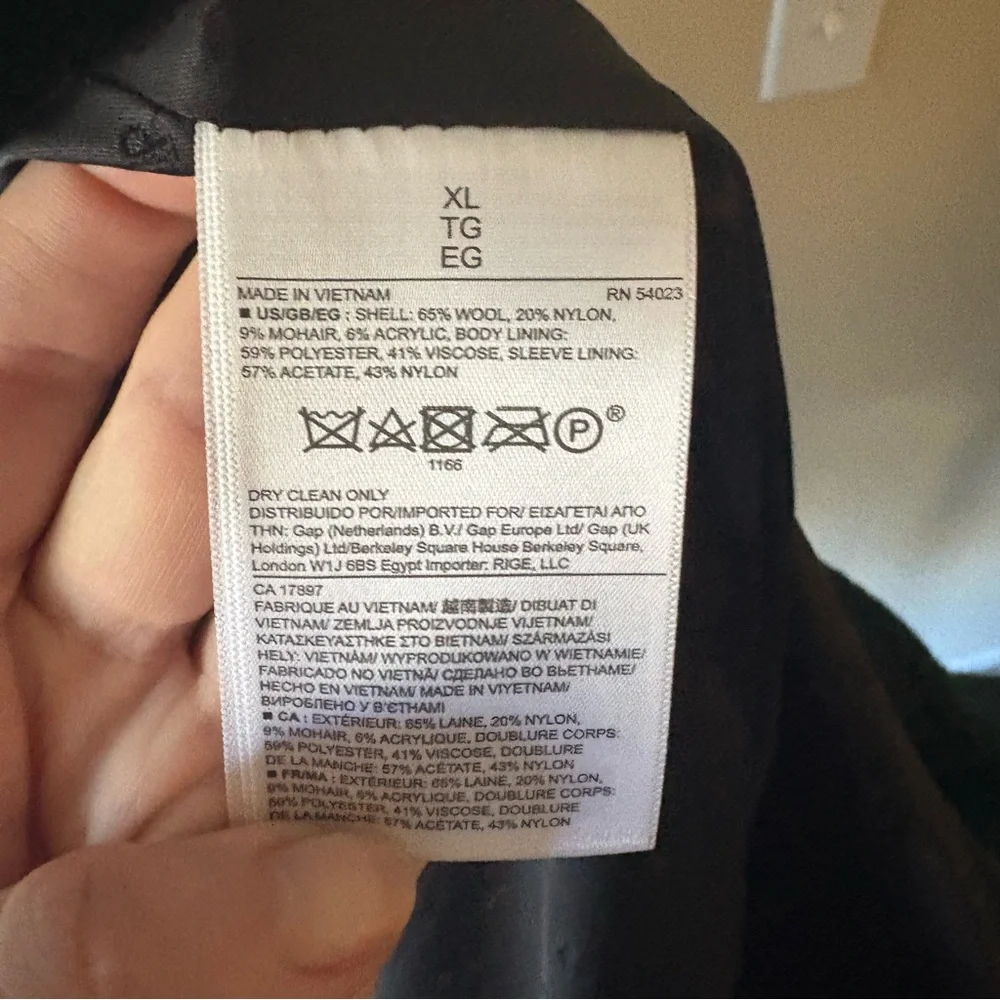 XL
TG
EG
MADE IN VIETNAM RN 54023
■ US/GB/EG : SHELL: 65% WOOL, 20% NYLON,
9% MOHAIR, 6% ACRYLIC, BODY LINING:
59% POLYESTER, 41% VISCOSE, SLEEVE LINING:
57% ACETATE, 43% NYLON
P ®
1166
DRY CLEAN ONLY
DISTRIBUIDO POR/IMPORTED FOR/ ΕΙΣΑΓΕΤΑΙ ΑΠΟ
ΤΗΝ: Gap (Netherlands) B.V./ Gap Europe Ltd/ Gap (UK
Holdings) Ltd/Berkeley Square House Berkeley Square,
London W1J 6BS Egypt Importer: RIGE, LLC
CA 17897
FABRIQUE AU VIETNAM/ 越南製造/ DIBUAT DI
VIETNAM/ ZEMLJA PROIZVODNJE VIJETNAM/
ΚΑΤΑΣΚΕΥΑΣΤΗΚΕ ΣΤΟ ΒΙΕΤΝΑΜ/ SZÁRMAZÁSI
HELY: VIETNÁM/ WYPRODUKOWANO W WIETNAMIE/
FABRICADO NO VIETNÃ/ СДЕЛАНО ВО ВЬЕТНАМЕ/
HECHO EN VIETNAM/ MADE IN VIYETNAM/
ВИРОБЛЕНО У В'ЄТНАМІ
■ CA : EXTÉRIEUR: 65% LAINE, 20% NYLON,
9% MOHAIR, 6% ACRYLIQUE, DOUBLURE CORPS:
59% POLYESTER, 41% VISCOSE, DOUBLURE
DE LA MANCHE: 57% ACÉTATE, 43% NYLON
■ FR/MA : EXTÉRIEUR: 65% LAINE, 20% NYLON,
9% MOHAIR, 6% ACRYLIQUE, DOUBLURE CORPS:
59% POLYESTER, 41% VISCOSE, DOUBLURE
DE LA MANCHE: 57% ACÉTATE, 43% NYLON